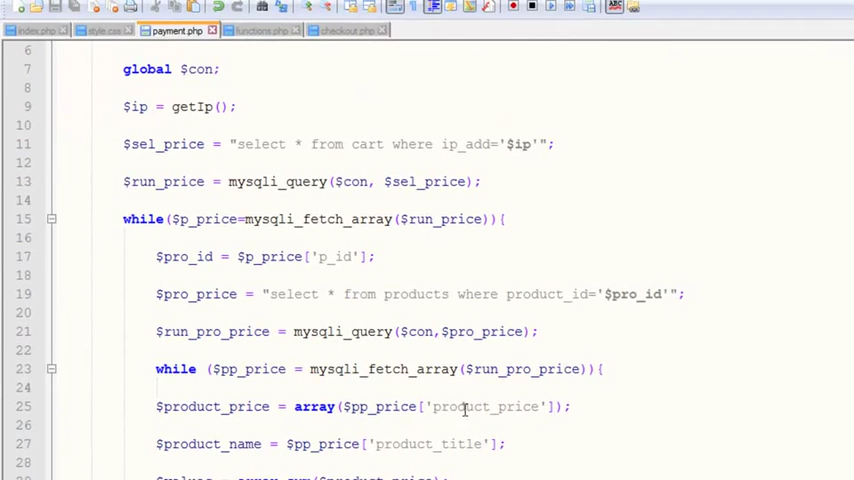 index.php style.css payment.php functions.php checkout.php
6
7 global $con;
8
9 $ip = getIp();
10
11 $sel_price = "select * from cart where ip_add='$ip'";
12
13 $run_price = mysqli_query($con, $sel_price);
14
15 while($p_price=mysqli_fetch_array($run_price)){
16
17 $pro_id = $p_price['p_id'];
18
19 $pro_price = "select * from products where product_id='$pro_id'";
20
21 $run_pro_price = mysqli_query($con,$pro_price);
22
23 while ($pp_price = mysqli_fetch_array($run_pro_price)){
24
25 $product_price = array($pp_price['product_price']);
26
27 $product_name = $pp_price['product_title'];
28